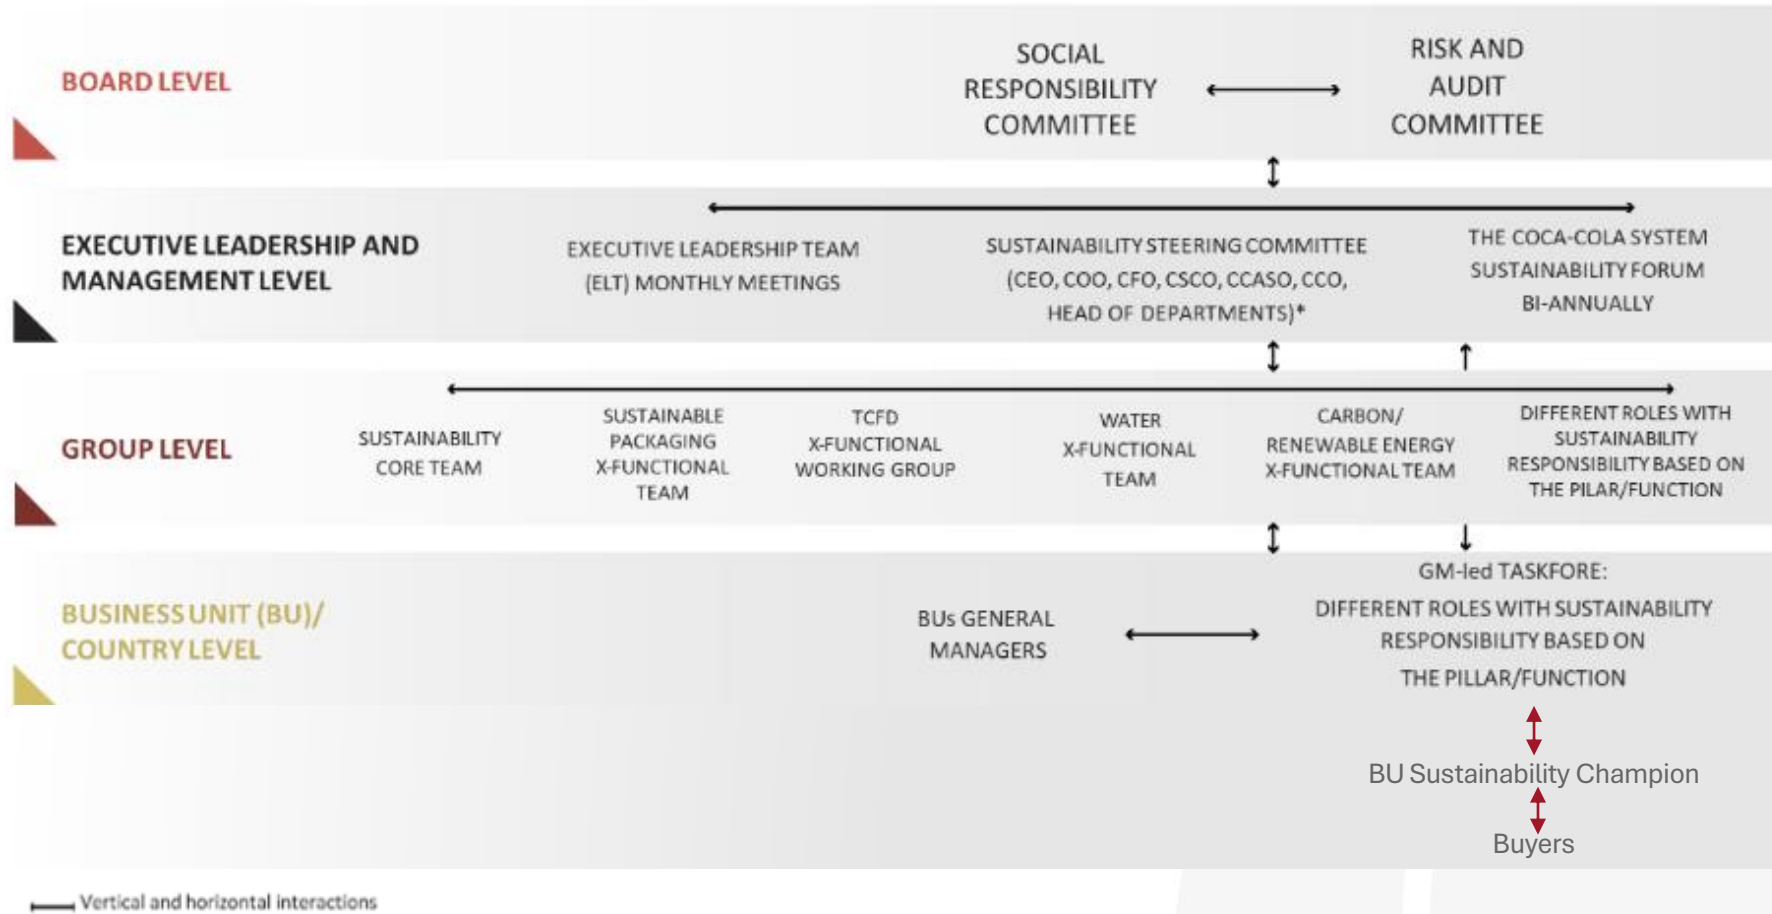 BOARD LEVEL
SOCIAL
RESPONSIBILITY
COMMITTEE
RISK AND
AUDIT
COMMITTEE
EXECUTIVE LEADERSHIP AND
MANAGEMENT LEVEL
EXECUTIVE LEADERSHIP TEAM
(ELT) MONTHLY MEETINGS
SUSTAINABILITY STEERING COMMITTEE
(CEO, COO, CFO, CSCO, CCASO, CCO,
HEAD OF DEPARTMENTS)*
THE COCA-COLA SYSTEM
SUSTAINABILITY FORUM
BI-ANNUALLY
GROUP LEVEL
SUSTAINABILITY
CORE TEAM
SUSTAINABLE
PACKAGING
X-FUNCTIONAL
TEAM
TCFD
X-FUNCTIONAL
WORKING GROUP
WATER
X-FUNCTIONAL
TEAM
CARBON/
RENEWABLE ENERGY
X-FUNCTIONAL TEAM
DIFFERENT ROLES WITH
SUSTAINABILITY
RESPONSIBILITY BASED ON
THE PILAR/FUNCTION
BUSINESS UNIT (BU)/
COUNTRY LEVEL
BUs GENERAL
MANAGERS
GM-led TASKFORE:
DIFFERENT ROLES WITH SUSTAINABILITY
RESPONSIBILITY BASED ON
THE PILLAR/FUNCTION
BU Sustainability Champion
Buyers
Vertical and horizontal interactions